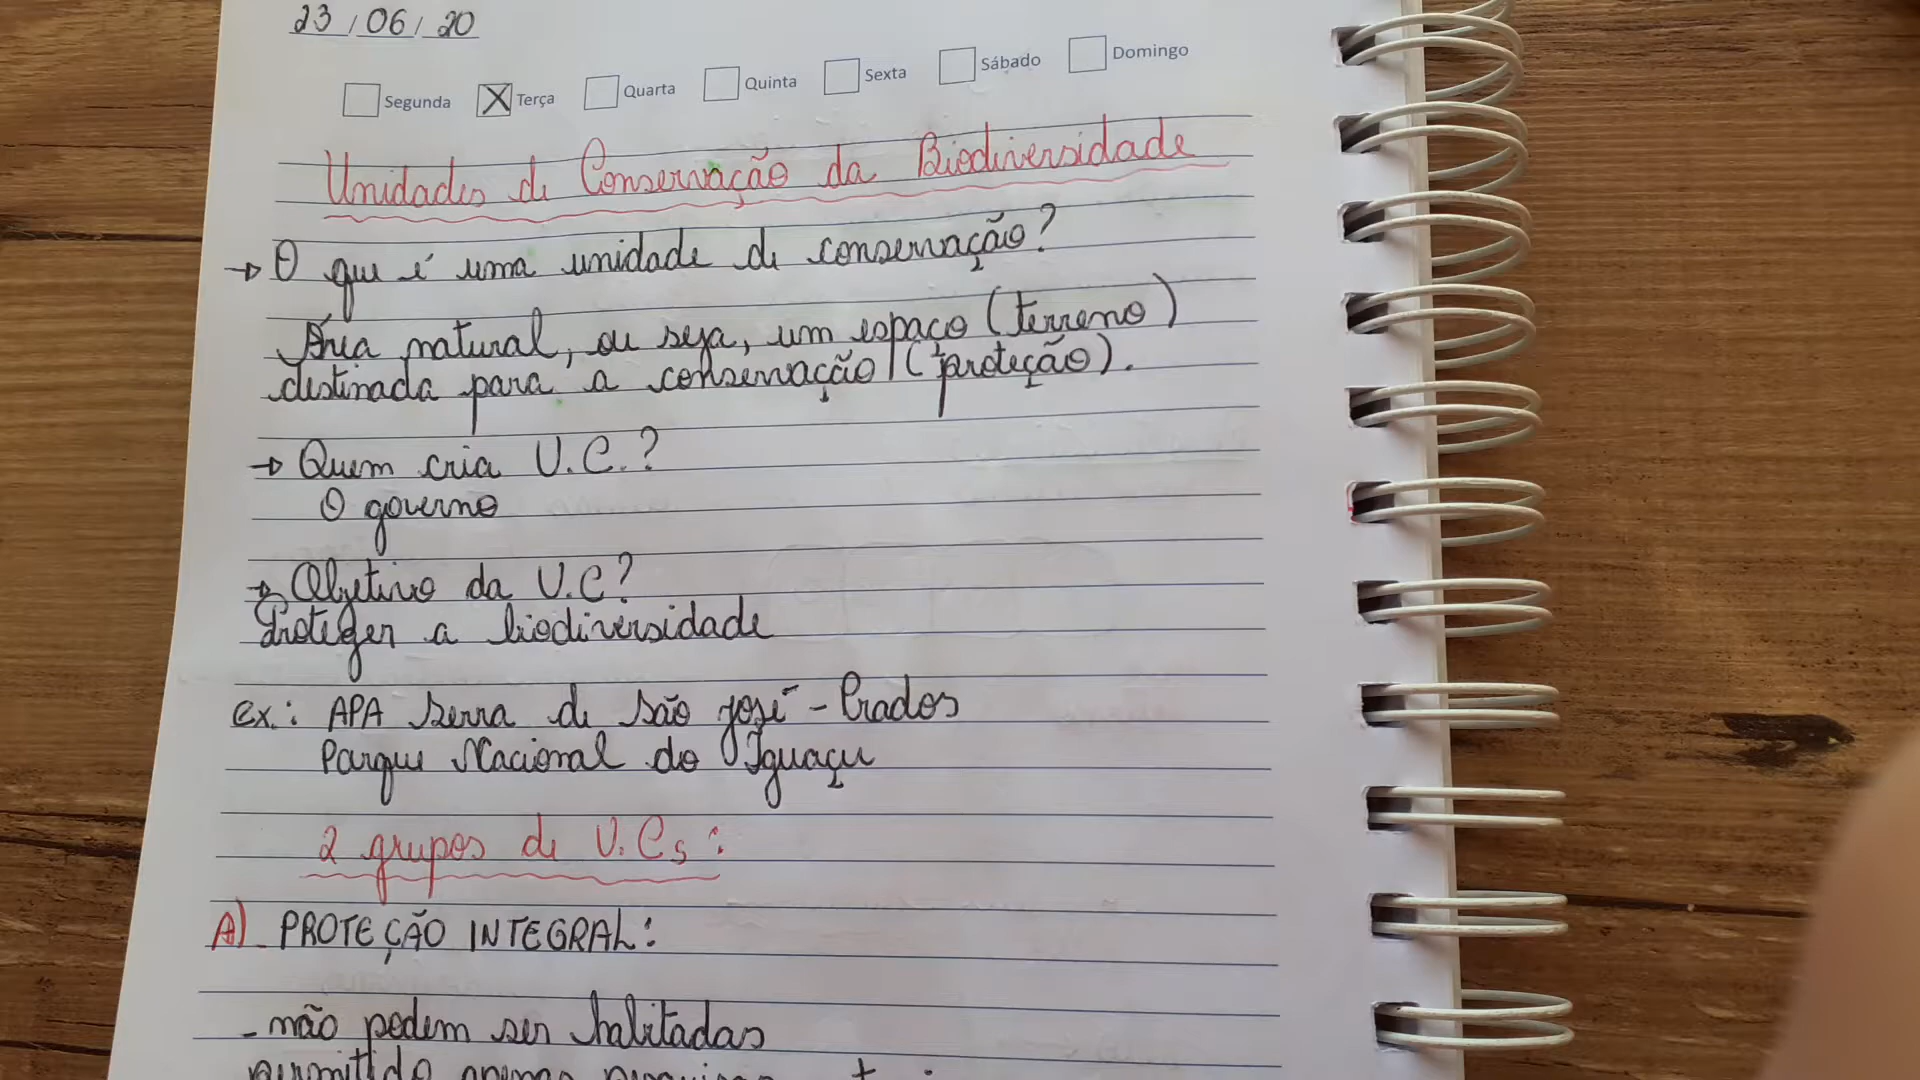 23/06/20
Segunda Terça Quarta Quinta Sexta Sábado Domingo
Unidades de Conservação da Biodiversidade
→ O que é uma unidade de conservação?
Área natural, ou seja, um espaço (terreno)
destinada para a conservação (proteção).
→ Quem cria U.C.?
O governo
→ Objetivo da U.C?
Proteger a biodiversidade
Ex.: APA Serra de São José - Prados
Parque Nacional do Iguaçu
2 grupos de U.Cs:
A) PROTEÇÃO INTEGRAL:
- não podem ser habitadas
permitido apenas